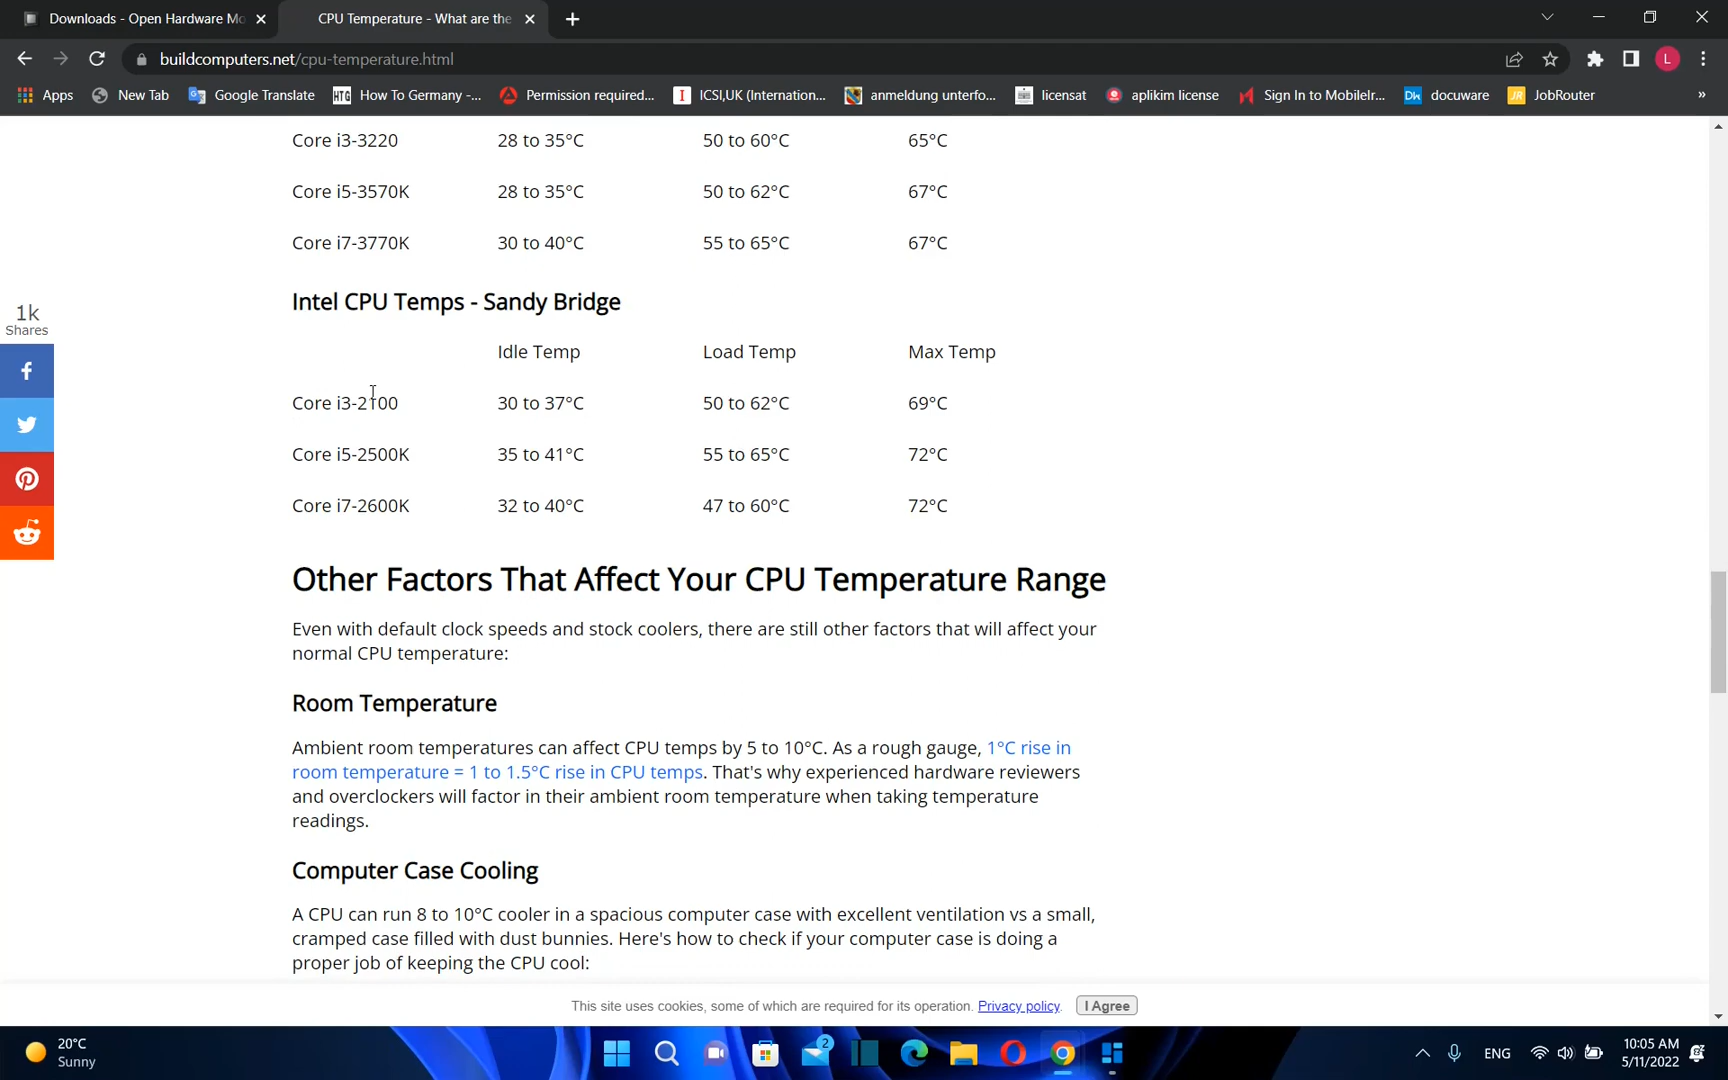 Downloads - Open Hardware Mo
CPU Temperature - What are the
buildcomputers.net/cpu-temperature.html
L
Apps
New Tab
Google Translate
HTG How To Germany -...
Permission required...
ICSI,UK (Internation...
anmeldung unterfo...
licensat
aplikim license
Sign In to MobileIr...
DW docuware
JR JobRouter
»
Core i3-3220 28 to 35°C 50 to 60°C 65°C
Core i5-3570K 28 to 35°C 50 to 62°C 67°C
Core i7-3770K 30 to 40°C 55 to 65°C 67°C
Intel CPU Temps - Sandy Bridge
1k
Shares
Idle Temp Load Temp Max Temp
Core i3-2100 30 to 37°C 50 to 62°C 69°C
Core i5-2500K 35 to 41°C 55 to 65°C 72°C
Core i7-2600K 32 to 40°C 47 to 60°C 72°C
Other Factors That Affect Your CPU Temperature Range
Even with default clock speeds and stock coolers, there are still other factors that will affect your
normal CPU temperature:
Room Temperature
Ambient room temperatures can affect CPU temps by 5 to 10°C. As a rough gauge, 1°C rise in
room temperature = 1 to 1.5°C rise in CPU temps. That's why experienced hardware reviewers
and overclockers will factor in their ambient room temperature when taking temperature
readings.
Computer Case Cooling
A CPU can run 8 to 10°C cooler in a spacious computer case with excellent ventilation vs a small,
cramped case filled with dust bunnies. Here's how to check if your computer case is doing a
proper job of keeping the CPU cool:
This site uses cookies, some of which are required for its operation. Privacy policy. I Agree
20°C
Sunny
2
ENG
10:05 AM
5/11/2022